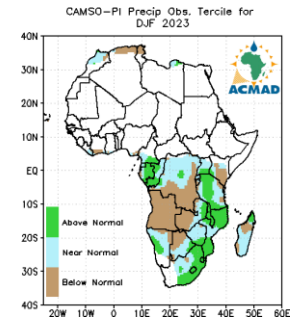 CAMSO-PI Precip Obs. Tercile for
DJF 2023
40N
30N
20N
10N
EQ
10S
20S
30S
40S
ACMAD
Above Normal
Near Normal
Below Normal
20W 10W 0 10E 20E 30E 40E 50E 60E